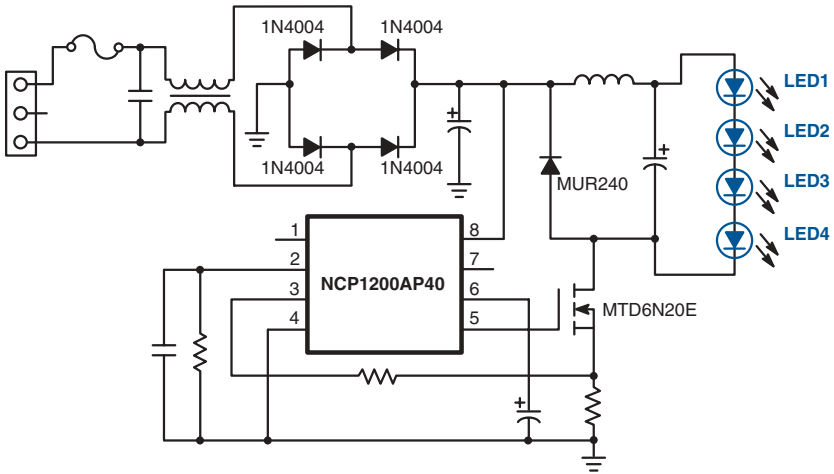 1N4004
1N4004
LED1
LED2
1N4004
1N4004
LED3
MUR240
LED4
1
8
2
7
NCP1200AP40
3
6
4
5
MTD6N20E